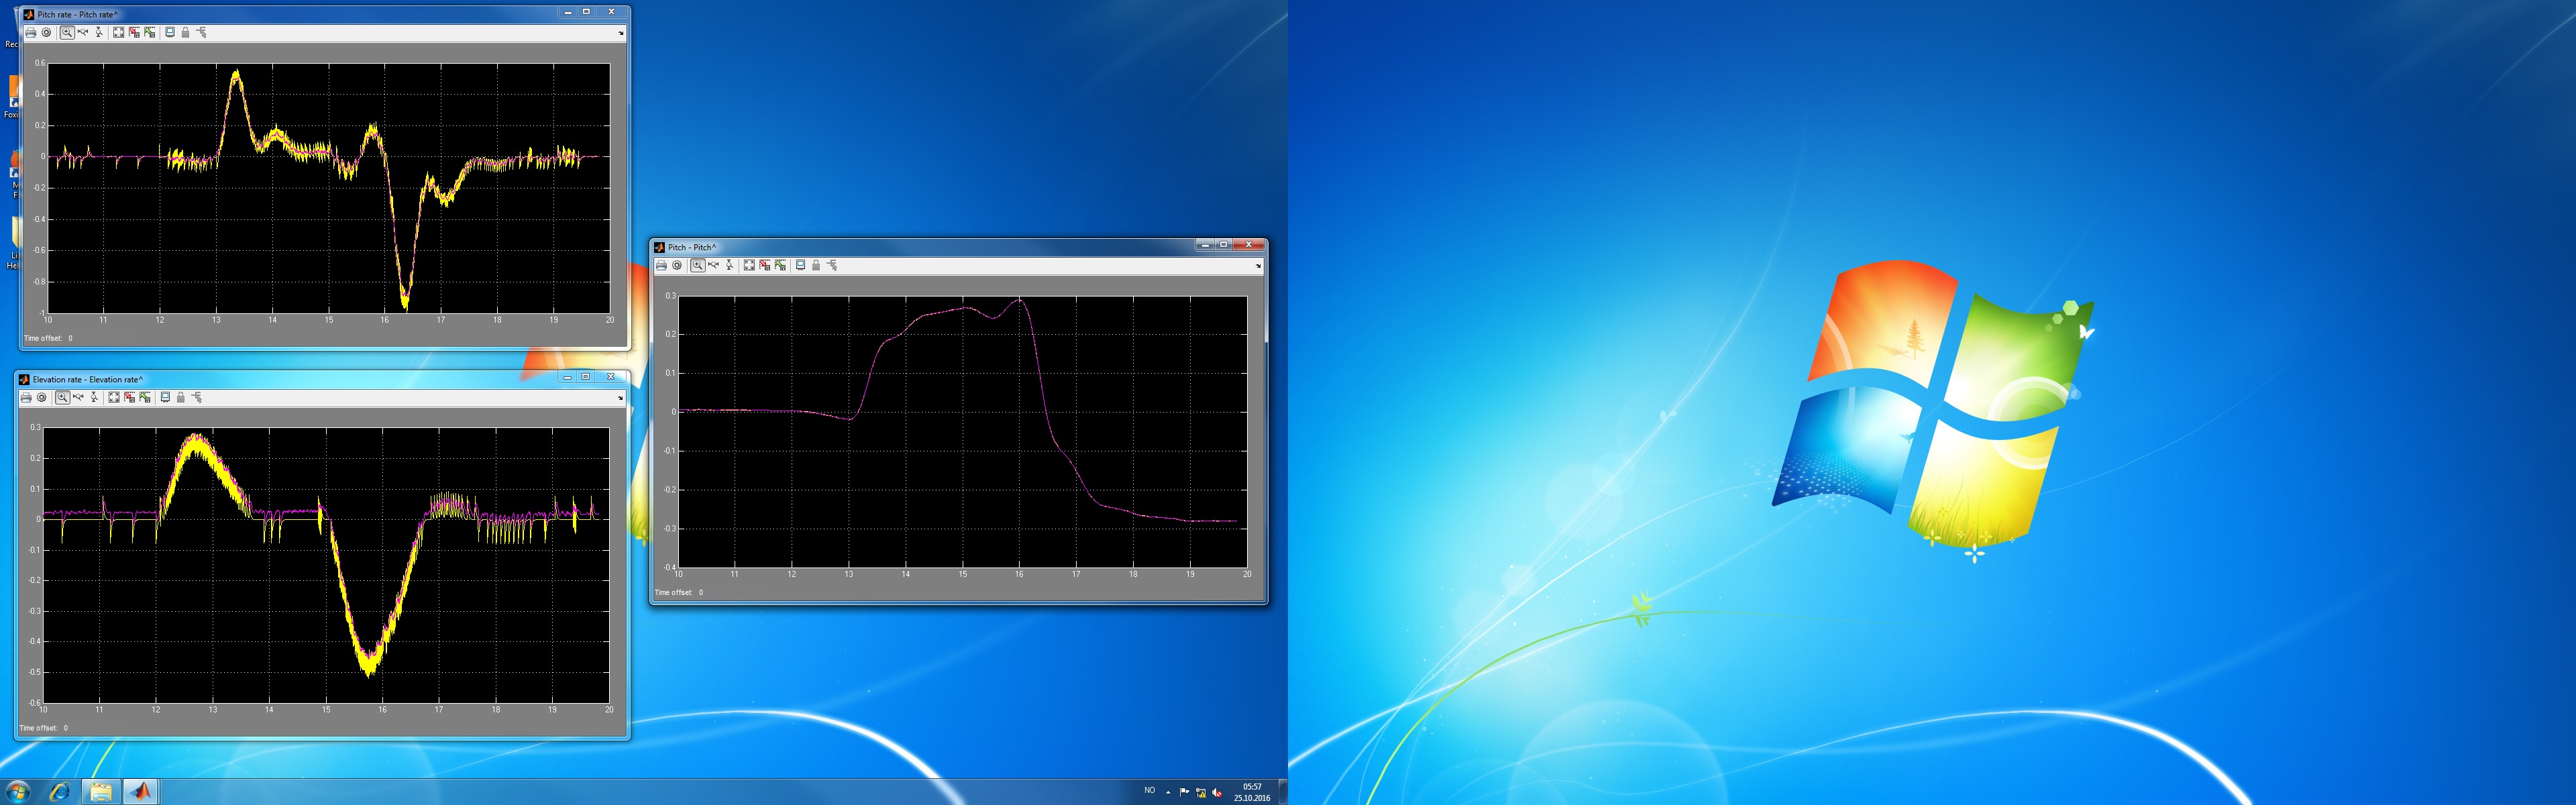 Pitch rate - Pitch rate^
0.6
0.4
0.2
0
-0.2
-0.4
-0.6
-0.8
-1
10 11 12 13 14 15 16 17 18 19 20
Time offset: 0
Elevation rate - Elevation rate^
0.3
0.2
0.1
0
-0.1
-0.2
-0.3
-0.4
-0.5
-0.6
10 11 12 13 14 15 16 17 18 19 20
Time offset: 0
Pitch - Pitch^
0.3
0.2
0.1
0
-0.1
-0.2
-0.3
-0.4
10 11 12 13 14 15 16 17 18 19 20
Time offset: 0
NO
05:57
25.10.2016